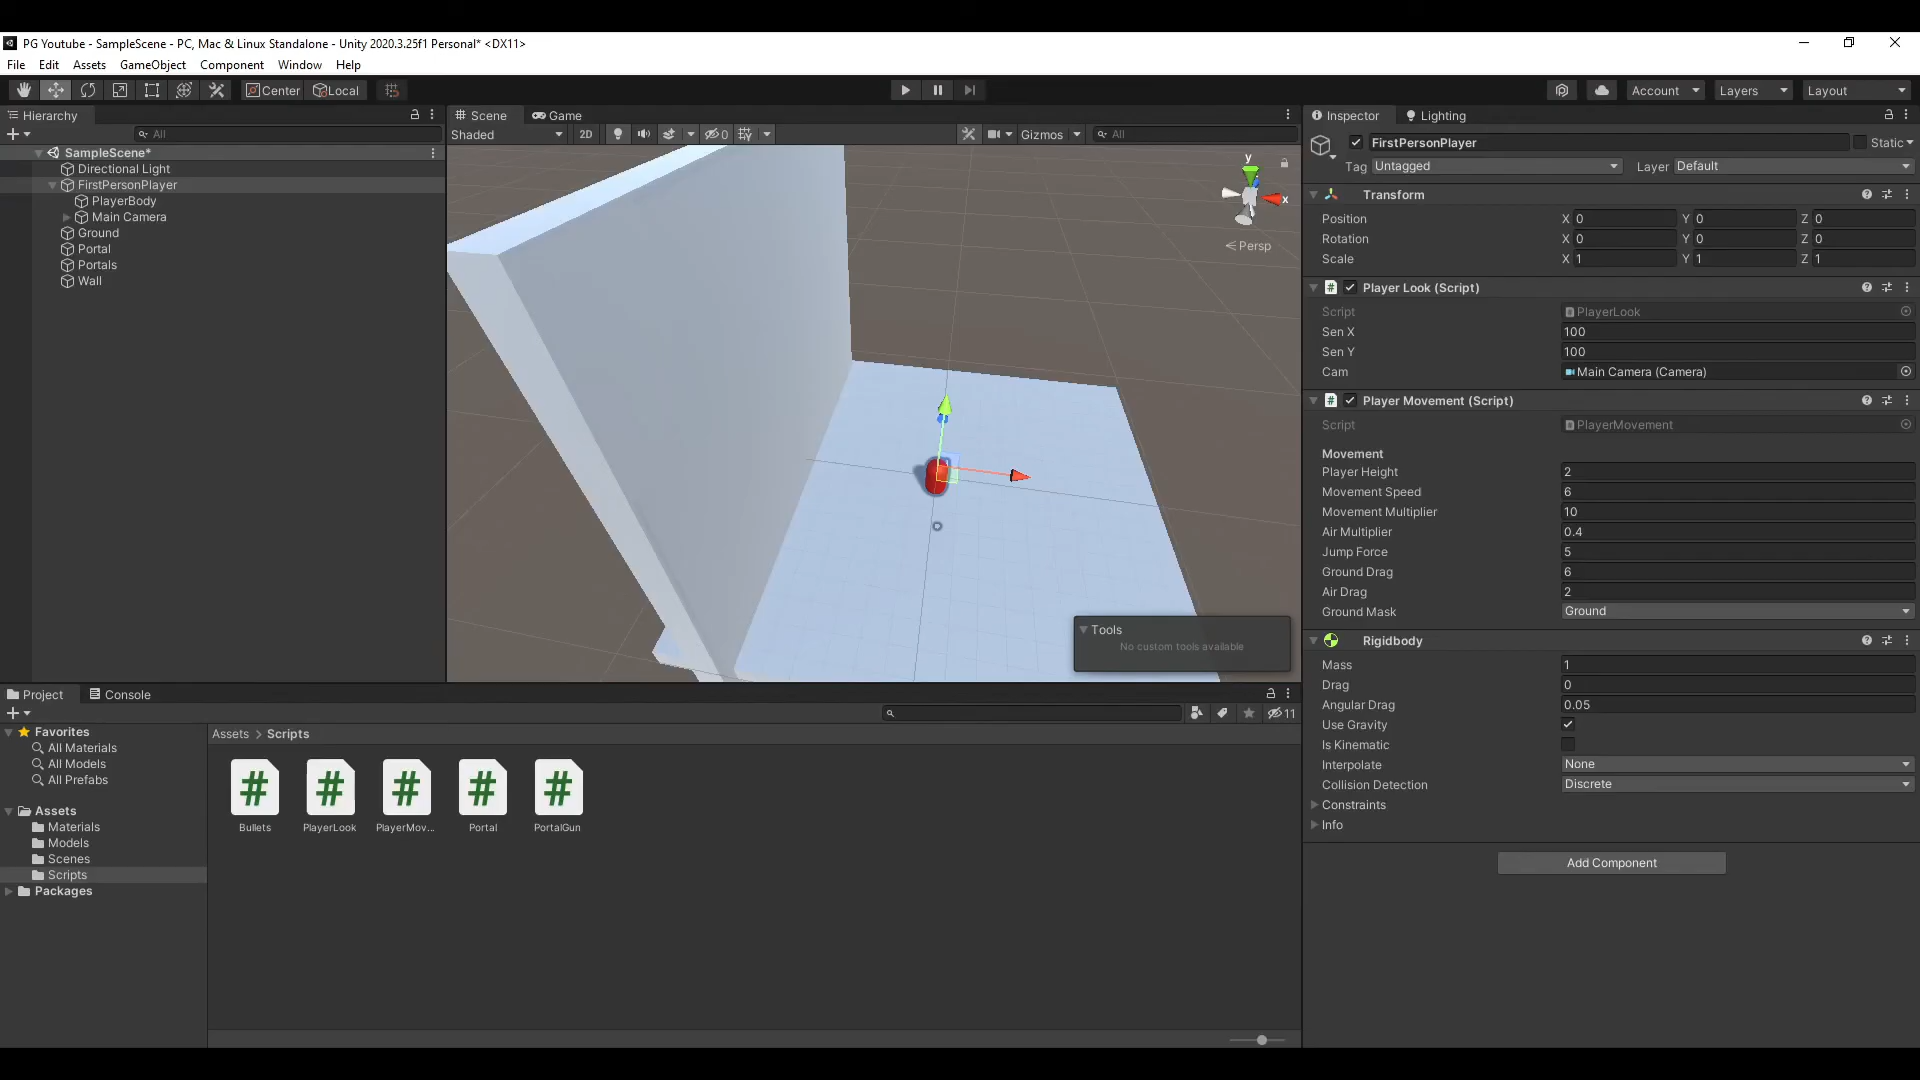 PG Youtube - SampleScene - PC, Mac & Linux Standalone - Unity 2020.3.25f1 Personal* <DX11>
File Edit Assets GameObject Component Window Help
Center Local Account Layers Layout
Hierarchy
All
SampleScene*
Directional Light
FirstPersonPlayer
PlayerBody
Main Camera
Ground
Portal
Portals
Wall
Scene Game
Shaded 2D 0 Gizmos All
y
x
Persp
Tools
No custom tools available
Inspector Lighting
FirstPersonPlayer Static
Tag Untagged Layer Default
Transform
Position X 0 Y 0 Z 0
Rotation X 0 Y 0 Z 0
Scale X 1 Y 1 Z 1
# Player Look (Script)
Script PlayerLook
Sen X 100
Sen Y 100
Cam Main Camera (Camera)
# Player Movement (Script)
Script PlayerMovement
Movement
Player Height 2
Movement Speed 6
Movement Multiplier 10
Air Multiplier 0.4
Jump Force 5
Ground Drag 6
Air Drag 2
Ground Mask Ground
Rigidbody
Mass 1
Drag 0
Angular Drag 0.05
Use Gravity
Is Kinematic
Interpolate None
Collision Detection Discrete
Constraints
Info
Add Component
Project Console
11
Favorites
All Materials
All Models
All Prefabs
Assets
Materials
Models
Scenes
Scripts
Packages
Assets > Scripts
# # # # #
Bullets PlayerLook PlayerMov... Portal PortalGun